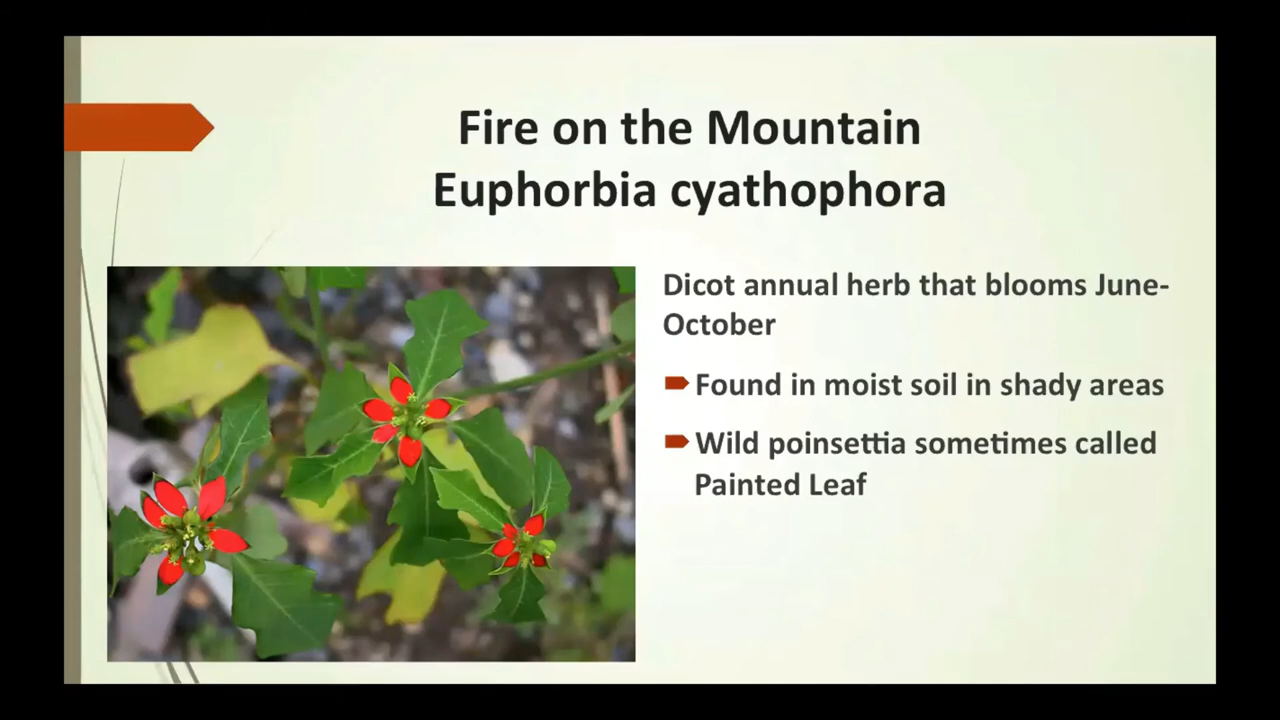 Fire on the Mountain
Euphorbia cyathophora
Dicot annual herb that blooms June-
October
Found in moist soil in shady areas
Wild poinsettia sometimes called
Painted Leaf